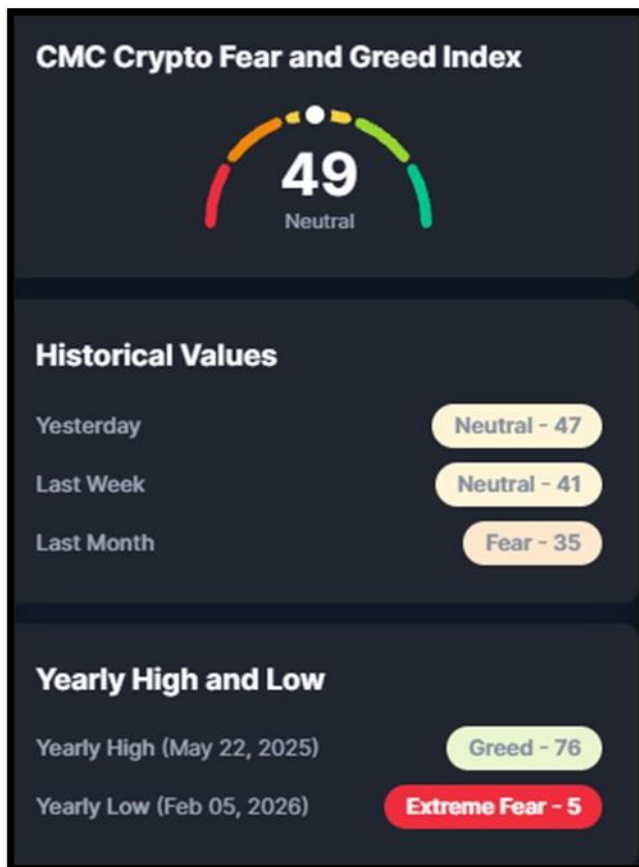 CMC Crypto Fear and Greed Index
49
Neutral
Historical Values
Yesterday Neutral - 47
Last Week Neutral - 41
Last Month Fear - 35
Yearly High and Low
Yearly High (May 22, 2025) Greed - 76
Yearly Low (Feb 05, 2026) Extreme Fear - 5